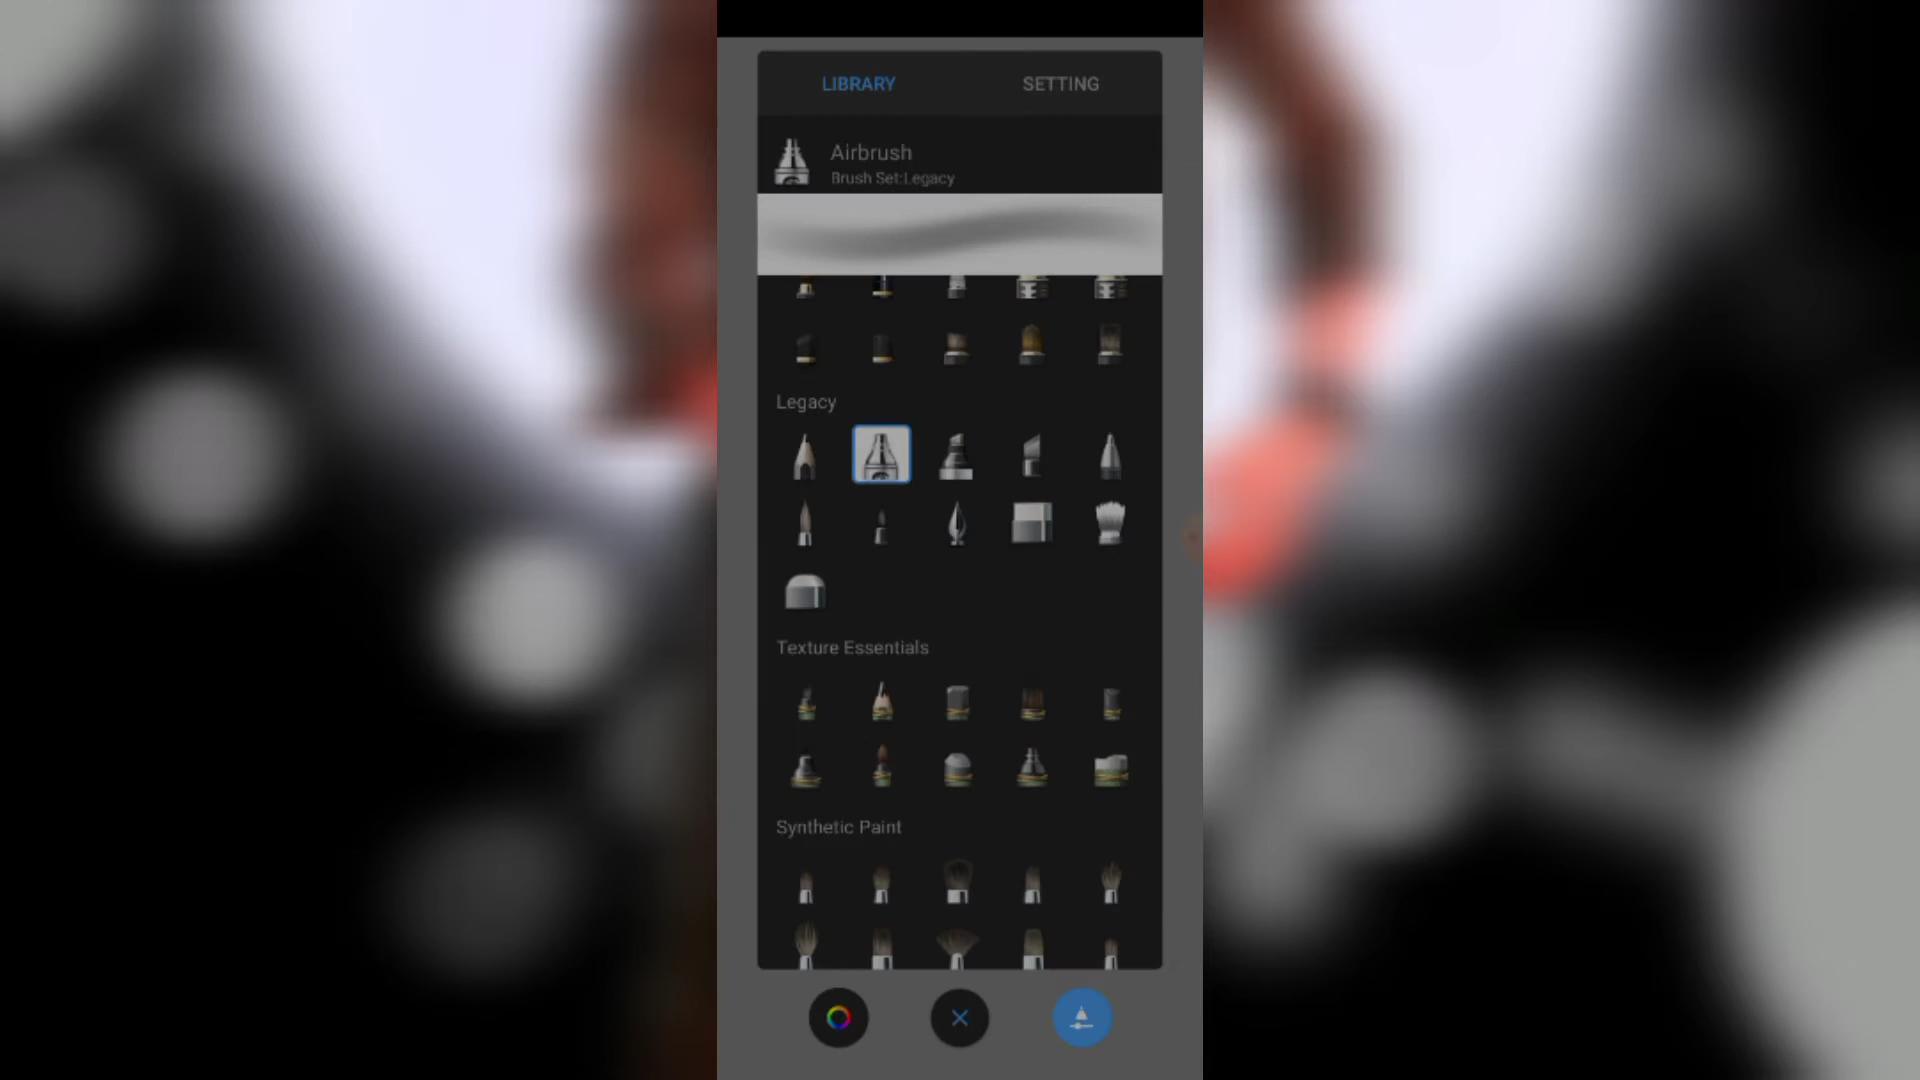 LIBRARY
SETTING
Airbrush
Brush Set:Legacy
Legacy
Texture Essentials
Synthetic Paint